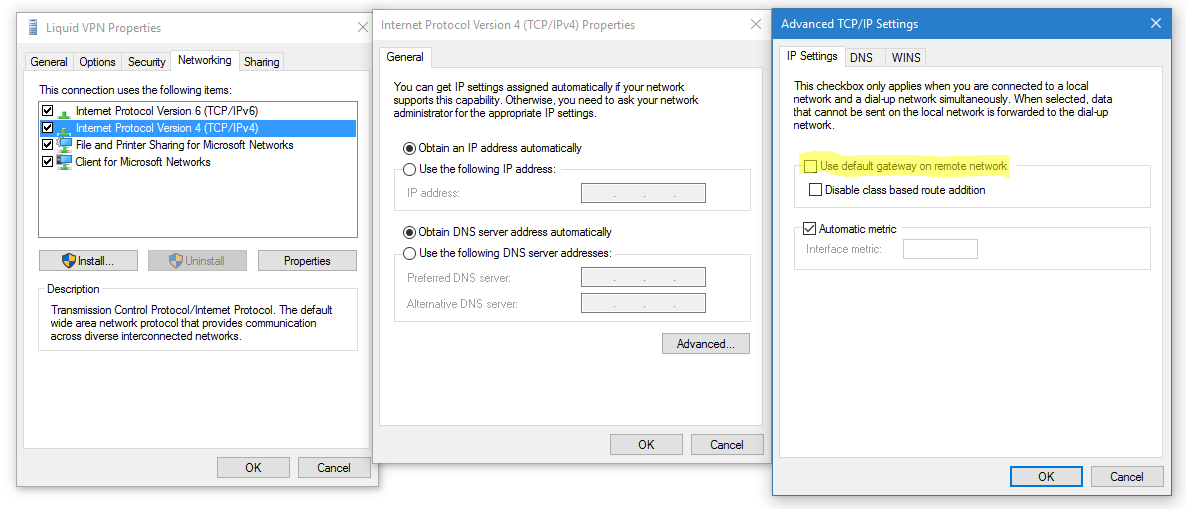 Liquid VPN Properties
General
Options
Security
Networking
Sharing
This connection uses the following items:
Internet Protocol Version 6 (TCP/IPv6)
Internet Protocol Version 4 (TCP/IPv4)
File and Printer Sharing for Microsoft Networks
Client for Microsoft Networks
Install...
Uninstall
Properties
Description
Transmission Control Protocol/Internet Protocol. The default
wide area network protocol that provides communication
across diverse interconnected networks.
OK
Cancel
Internet Protocol Version 4 (TCP/IPv4) Properties
General
You can get IP settings assigned automatically if your network
supports this capability. Otherwise, you need to ask your network
administrator for the appropriate IP settings.
Obtain an IP address automatically
Use the following IP address:
IP address:
Obtain DNS server address automatically
Use the following DNS server addresses:
Preferred DNS server:
Alternative DNS server:
Advanced...
OK
Cancel
Advanced TCP/IP Settings
IP Settings
DNS
WINS
This checkbox only applies when you are connected to a local
network and a dial-up network simultaneously. When selected, data
that cannot be sent on the local network is forwarded to the dial-up
network.
Use default gateway on remote network
Disable class based route addition
Automatic metric
Interface metric:
OK
Cancel